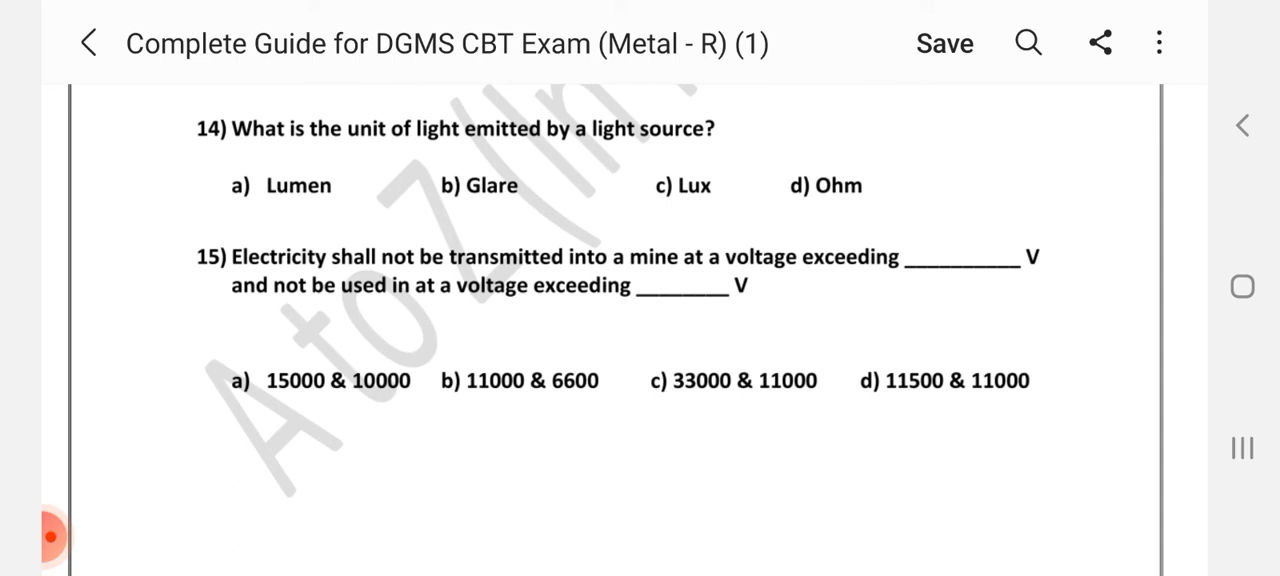 Complete Guide for DGMS CBT Exam (Metal - R) (1) Save
14) What is the unit of light emitted by a light source?
a) Lumen b) Glare c) Lux d) Ohm
15) Electricity shall not be transmitted into a mine at a voltage exceeding __________ V
and not be used in at a voltage exceeding ________ V
a) 15000 & 10000 b) 11000 & 6600 c) 33000 & 11000 d) 11500 & 11000
A to Z (In